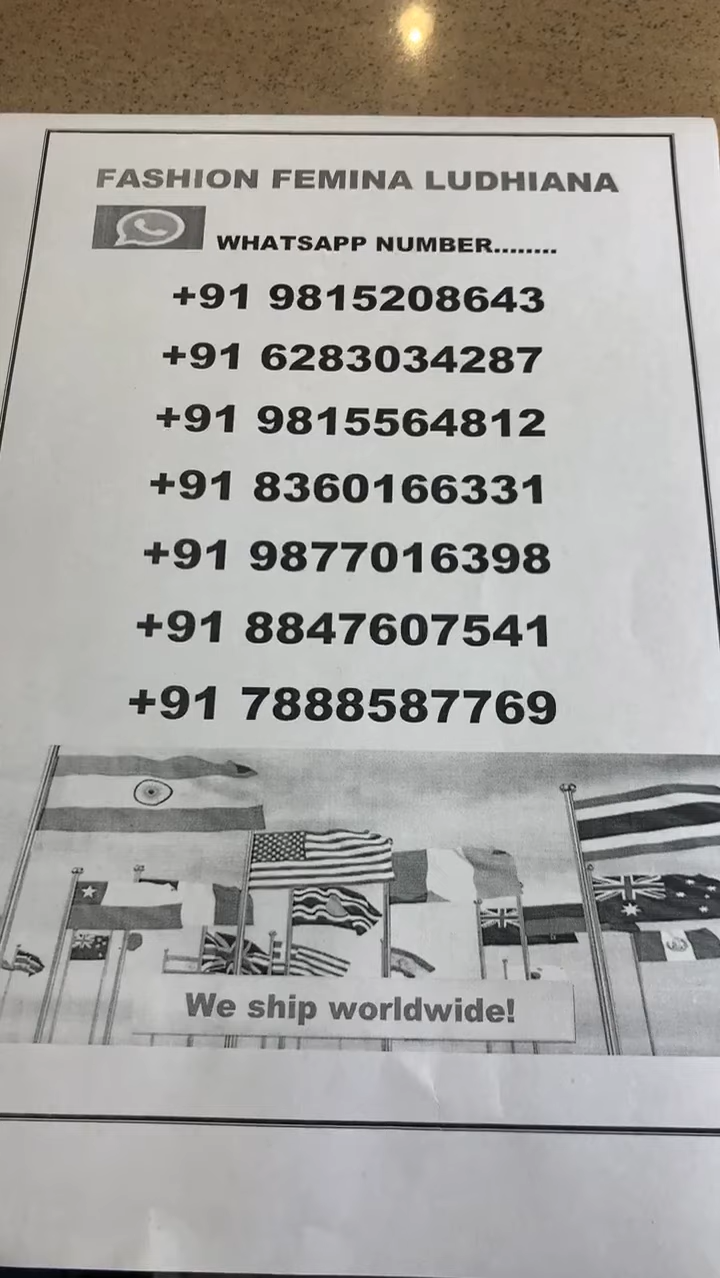 FASHION FEMINA LUDHIANA
WHATSAPP NUMBER........
+91 9815208643
+91 6283034287
+91 9815564812
+91 8360166331
+91 9877016398
+91 8847607541
+91 7888587769
We ship worldwide!